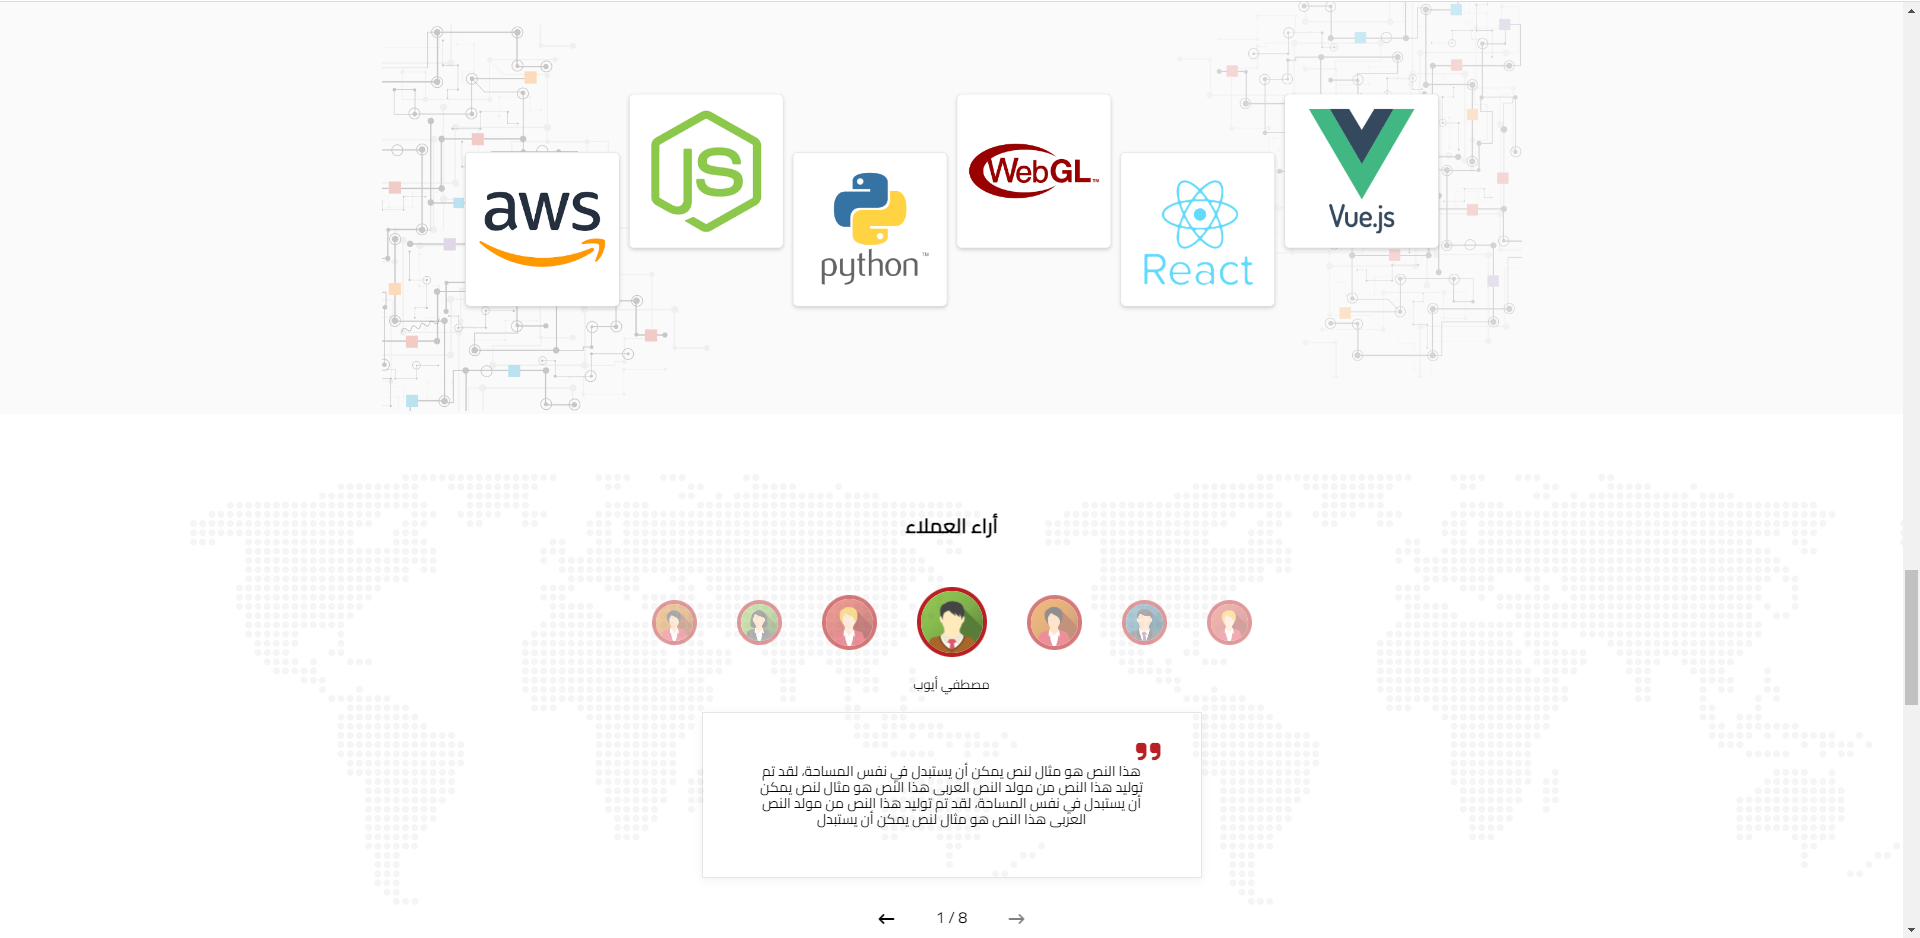 aws
JS
python™
WebGL™
React
Vue.js
أراء العملاء
مصطفي أيوب
هذا النص هو مثال لنص يمكن أن يستبدل في نفس المساحة، لقد تم
توليد هذا النص من مولد النص العربى هذا النص هو مثال لنص يمكن
أن يستبدل في نفس المساحة، لقد تم توليد هذا النص من مولد النص
العربى هذا النص هو مثال لنص يمكن أن يستبدل
1 / 8